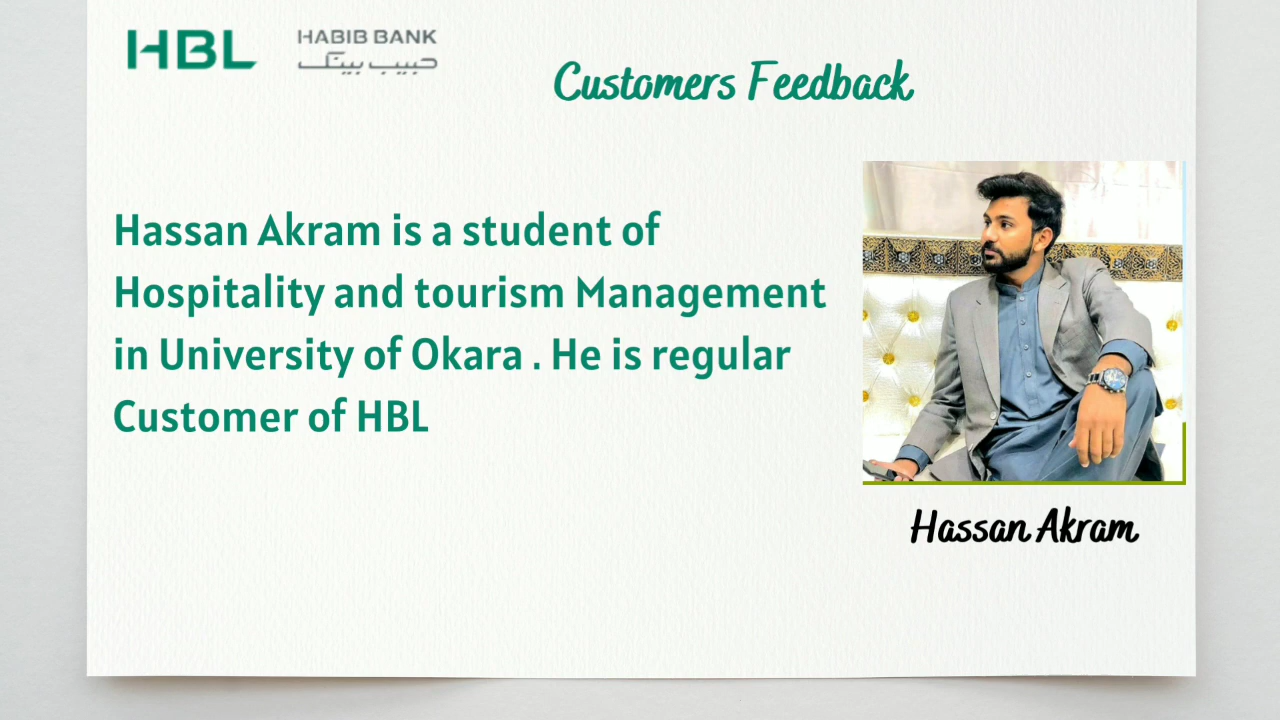 HBL
HABIB BANK
حبیب بینک
Customers Feedback
Hassan Akram is a student of
Hospitality and tourism Management
in University of Okara . He is regular
Customer of HBL
Hassan Akram